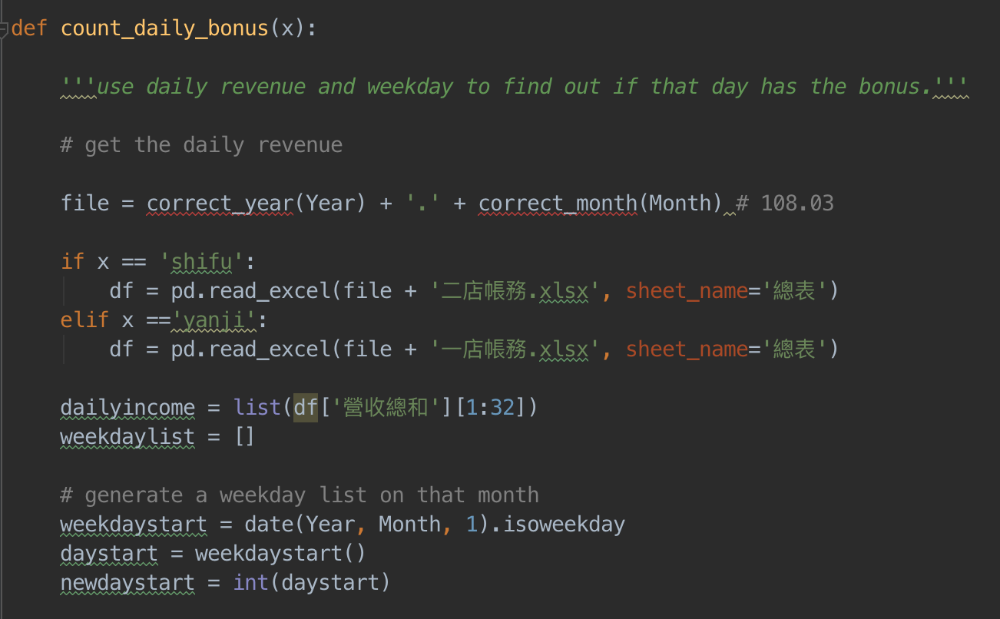 def count_daily_bonus(x):
'''use daily revenue and weekday to find out if that day has the bonus.'''
# get the daily revenue
file = correct_year(Year) + '.' + correct_month(Month) # 108.03
if x == 'shifu':
df = pd.read_excel(file + '二店帳務.xlsx', sheet_name='總表')
elif x =='yanji':
df = pd.read_excel(file + '一店帳務.xlsx', sheet_name='總表')
dailyincome = list(df['營收總和'][1:32])
weekdaylist = []
# generate a weekday list on that month
weekdaystart = date(Year, Month, 1).isoweekday
daystart = weekdaystart()
newdaystart = int(daystart)